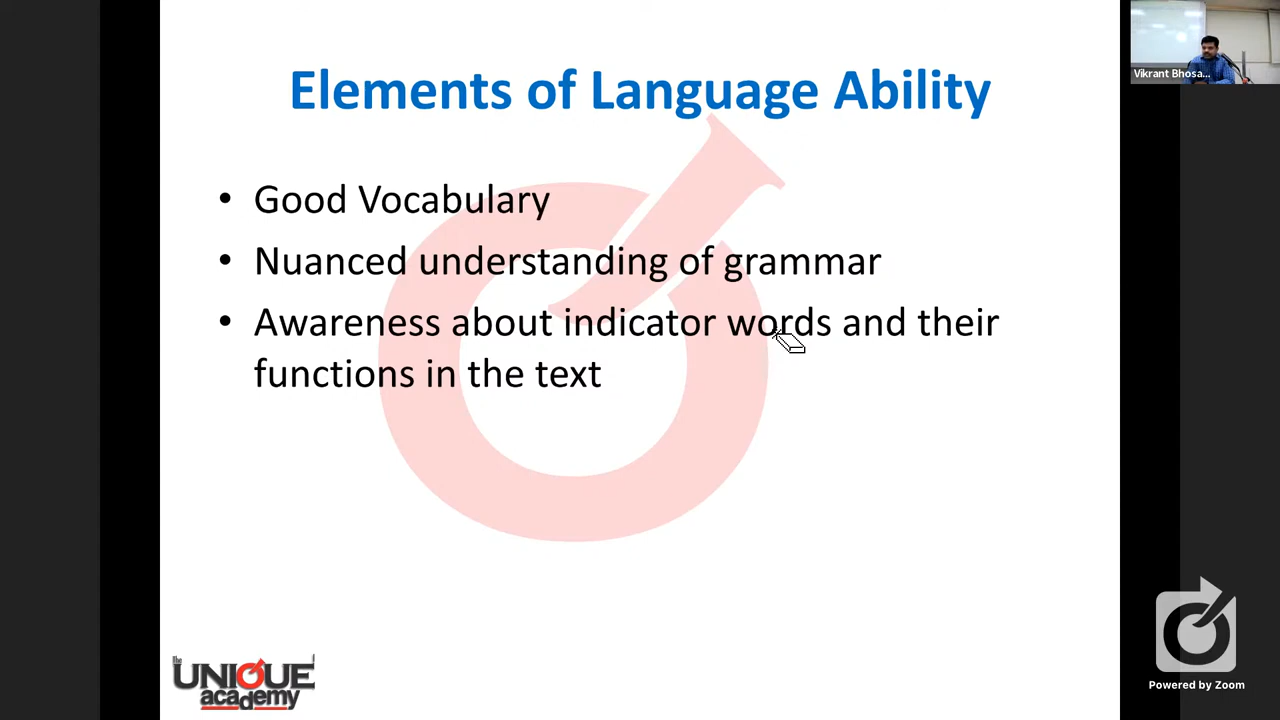 Elements of Language Ability
Vikrant Bhosa...
• Good Vocabulary
• Nuanced understanding of grammar
• Awareness about indicator words and their
functions in the text
The
UNIQUE
academy
Powered by Zoom